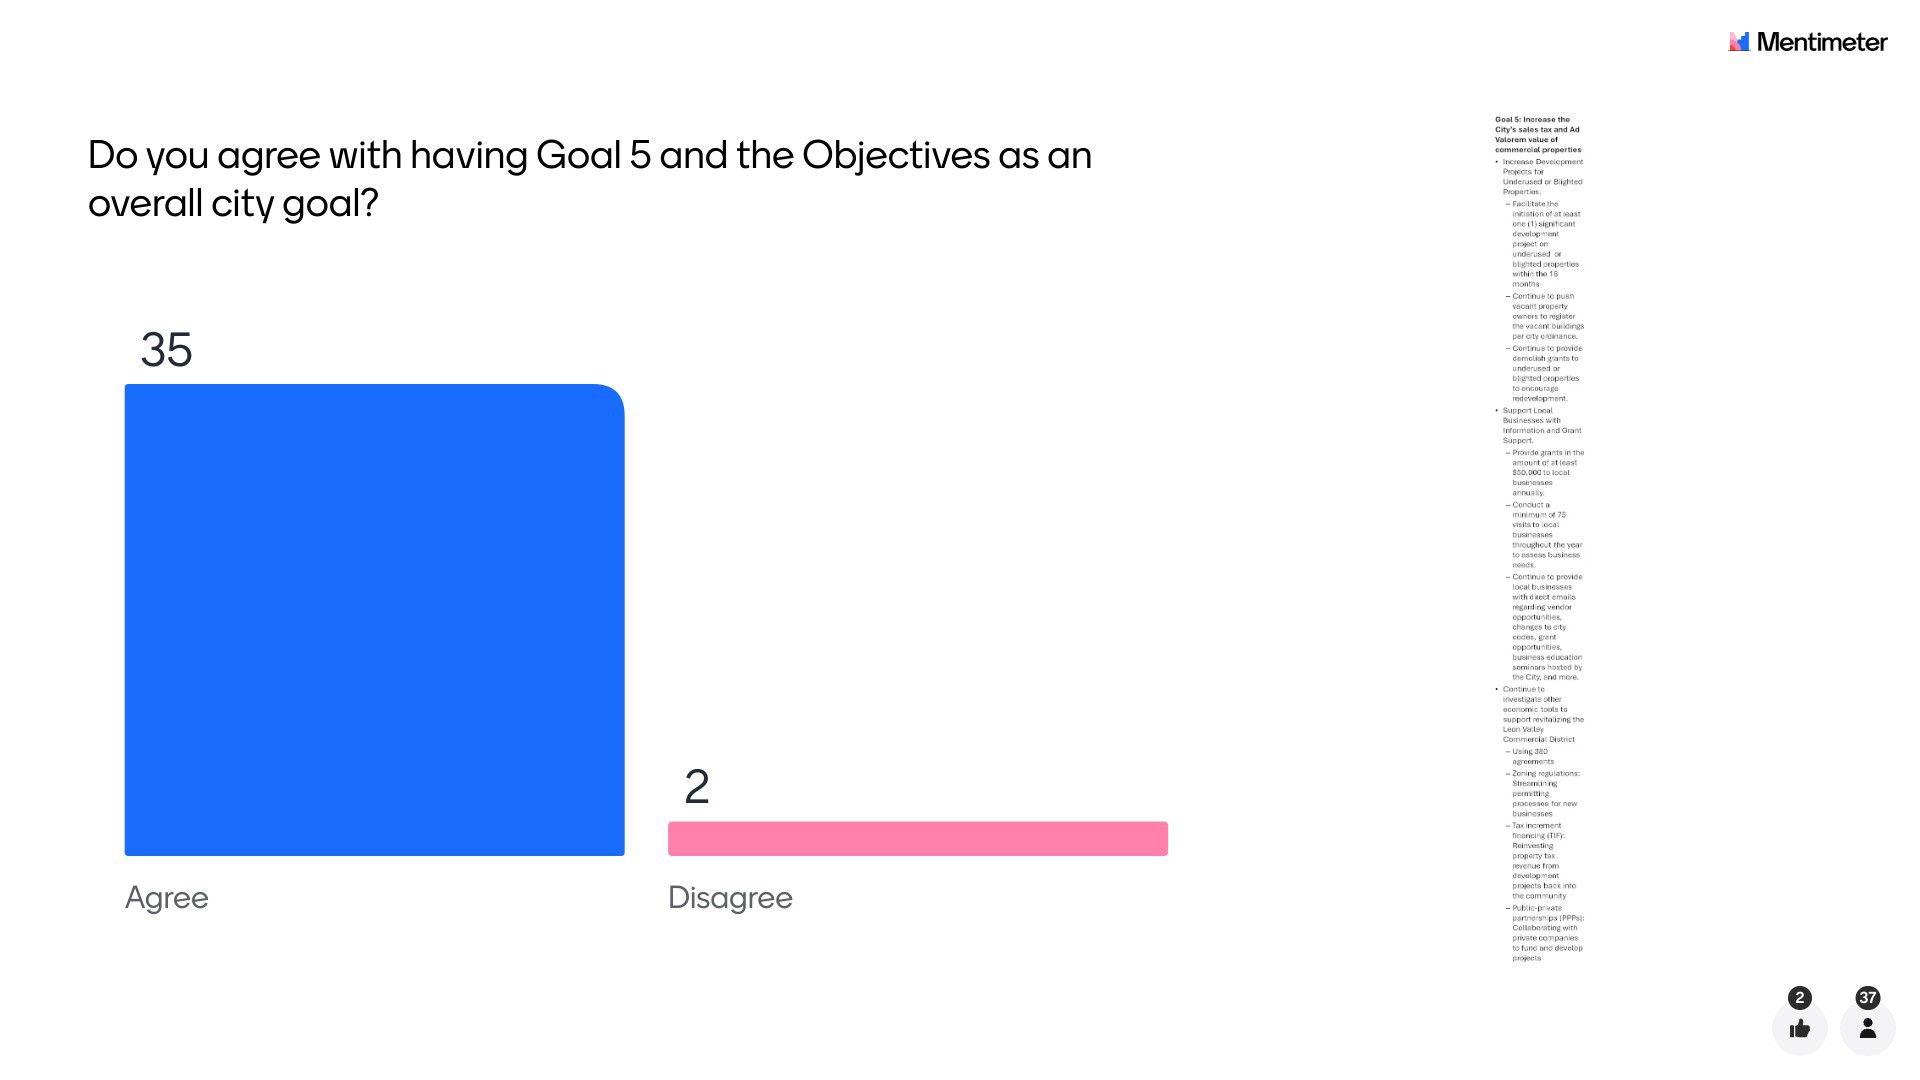 Mentimeter
Do you agree with having Goal 5 and the Objectives as an
overall city goal?
35
2
Agree
Disagree
Goal 5: Increase the
City's sales tax and Ad
Valorem value of
commercial properties
• Increase Development
Projects for
Underused or Blighted
Properties.
– Facilitate the
initiation of at least
one (1) significant
development
project on
underused or
blighted properties
within the 18
months
– Continue to push
vacant property
owners to register
the vacant buildings
per city ordinance.
– Continue to provide
demolish grants to
underused or
blighted properties
to encourage
redevelopment.
• Support Local
Businesses with
Information and Grant
Support.
– Provide grants in the
amount of at least
$50,000 to local
businesses
annually.
– Conduct a
minimum of 75
visits to local
businesses
throughout the year
to assess business
needs.
– Continue to provide
local businesses
with direct emails
regarding vendor
opportunities,
changes to city
codes, grant
opportunities,
business education
seminars hosted by
the City, and more.
• Continue to
investigate other
economic tools to
support revitalizing the
Leon Valley
Commercial District
– Using 380
agreements
– Zoning regulations:
Streamlining
permitting
processes for new
businesses
– Tax increment
financing (TIF):
Reinvesting
property tax
revenue from
development
projects back into
the community
– Public-private
partnerships (PPPs):
Collaborating with
private companies
to fund and develop
projects
2
37